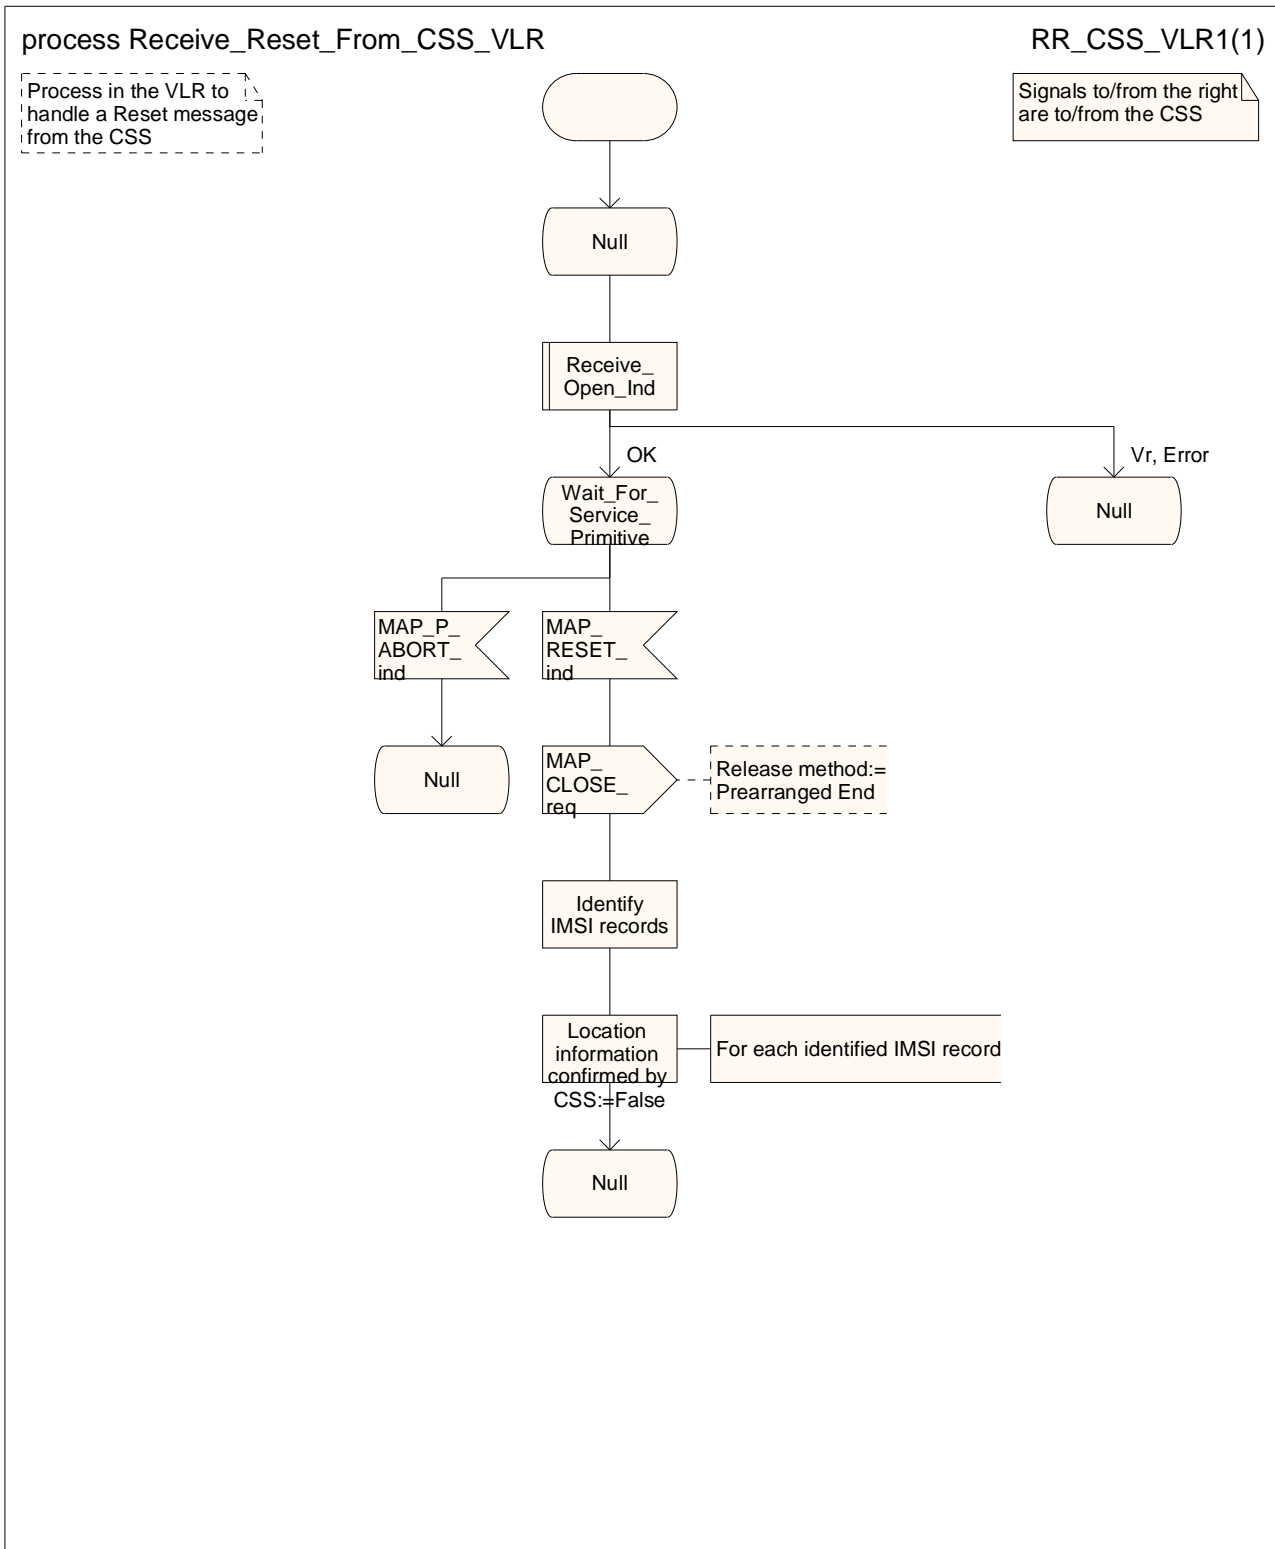 process Receive_Reset_From_CSS_VLR
RR_CSS_VLR1(1)
Process in the VLR to
handle a Reset message
from the CSS
Signals to/from the right
are to/from the CSS
Null
Receive_
Open_Ind
OK
Vr, Error
Wait_For_
Service_
Primitive
Null
MAP_P_
ABORT_
ind
MAP_
RESET_
ind
Null
MAP_
CLOSE_
req
Release method:=
Prearranged End
Identify
IMSI records
Location
information
confirmed by
CSS:=False
For each identified IMSI record
Null